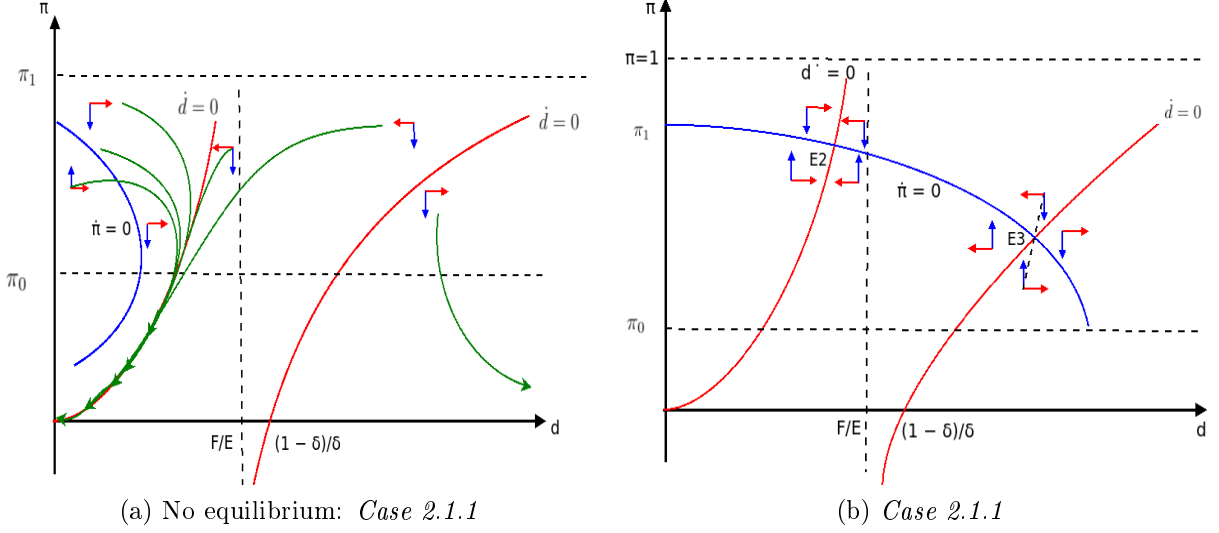 π
π₁
ḋ = 0
ḋ = 0
π̇ = 0
π₀
F/E
(1 − δ)/δ
d
(a) No equilibrium: Case 2.1.1
π
π=1
d˙ = 0
π₁
ḋ = 0
E2
π̇ = 0
E3
π₀
F/E
(1 − δ)/δ
d
(b) Case 2.1.1